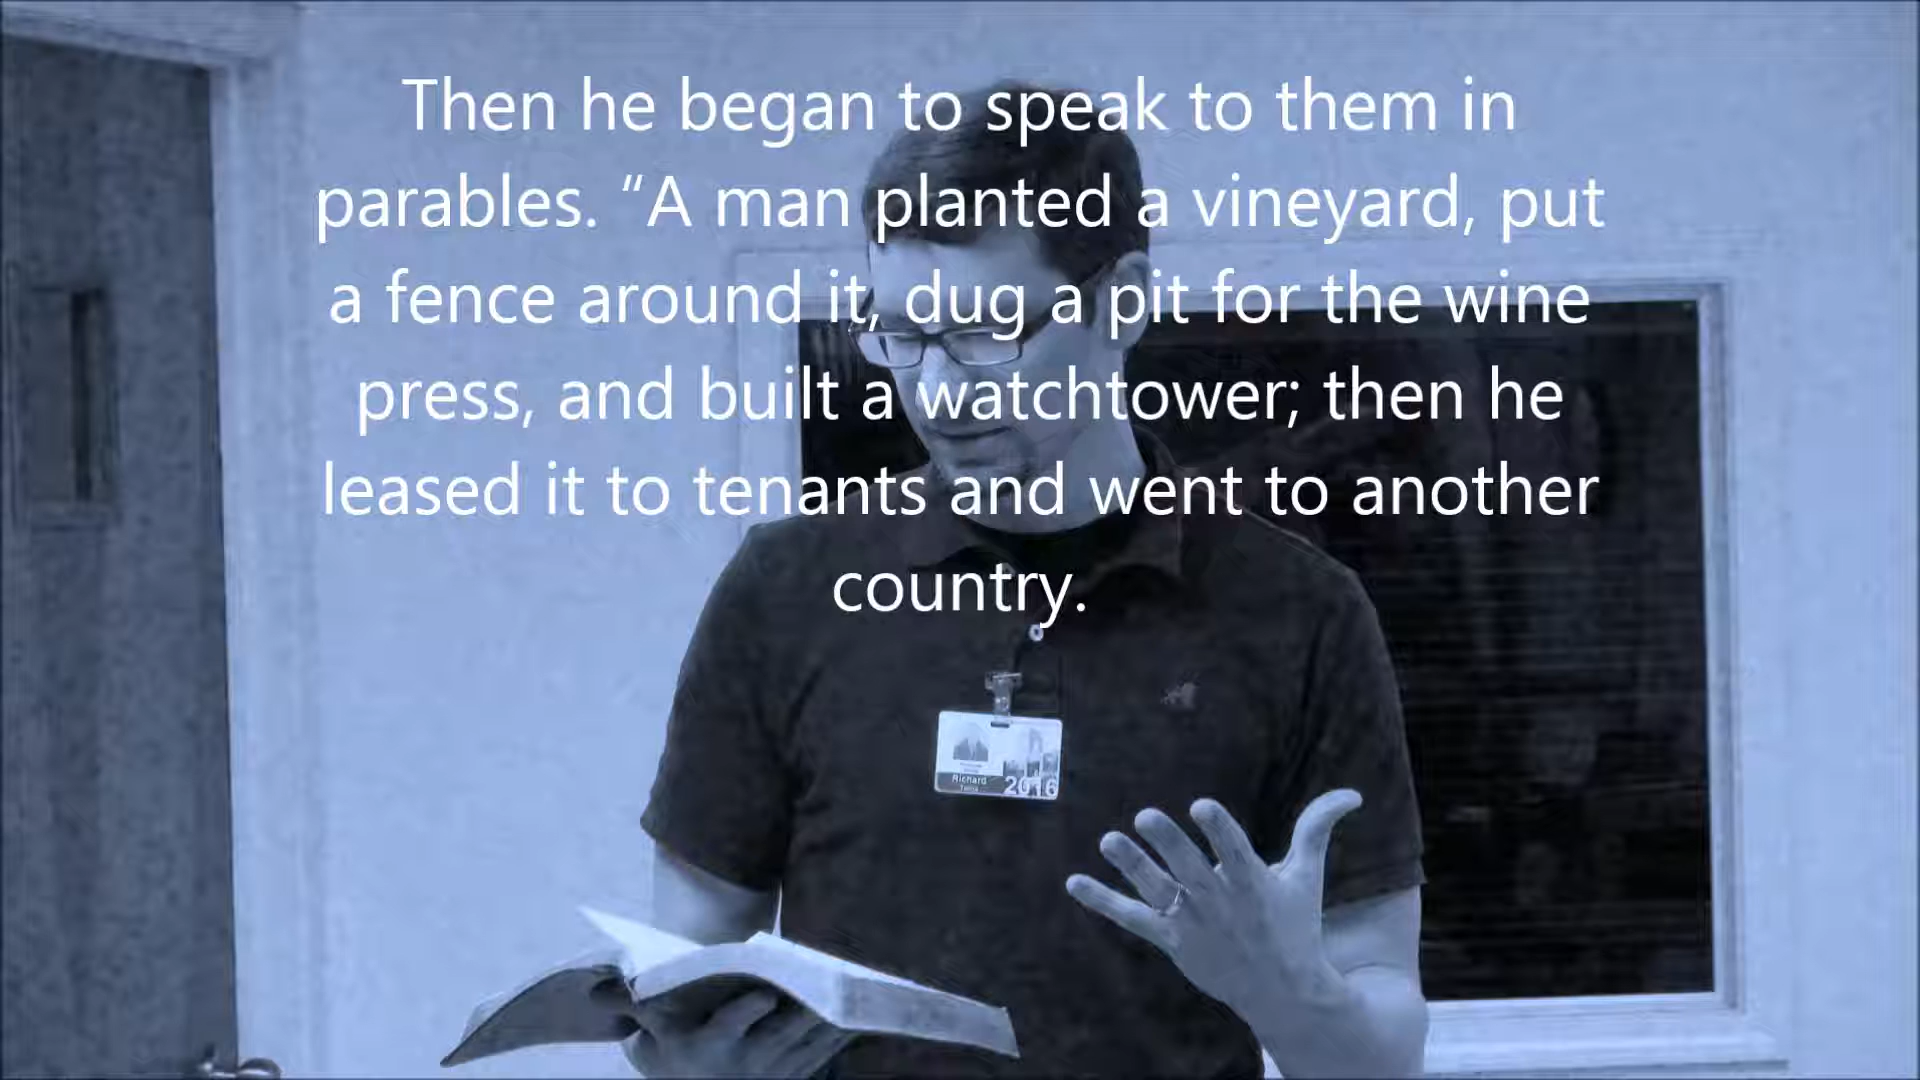 Then he began to speak to them in
parables. “A man planted a vineyard, put
a fence around it, dug a pit for the wine
press, and built a watchtower; then he
leased it to tenants and went to another
country.
Richard
2016